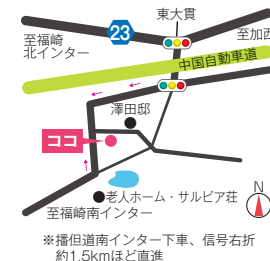 東大貫
23
至福崎
北インター
至加西
中国自動車道
澤田邸
ココ
老人ホーム・サルビア荘
至福崎南インター
N
※播但道南インター下車、信号右折
約1.5kmほど直進